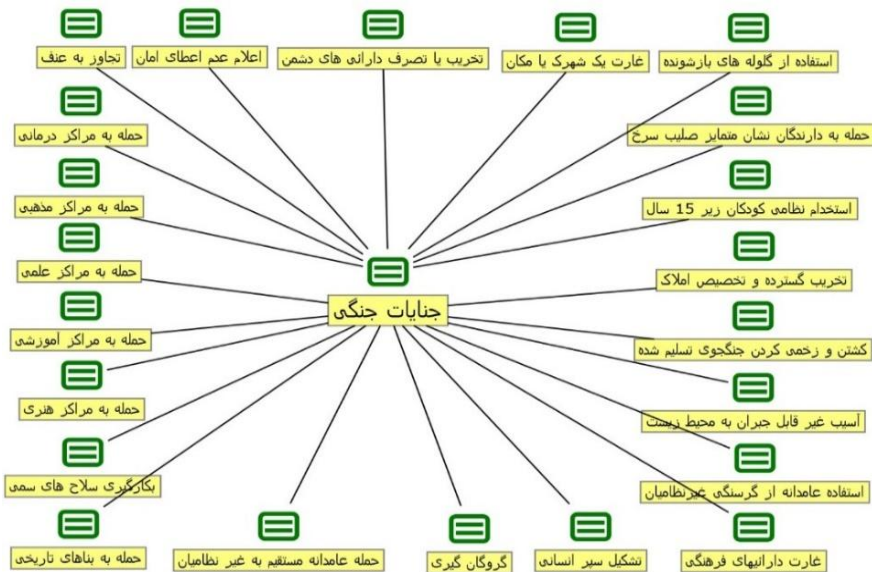 استفاده از گلوله های بازشونده
غارت یک شهرک یا مکان
تخریب یا تصرف دارائی های دشمن
اعلام عدم اعطای امان
تجاوز به عنف
حمله به دارندگان نشان متمایز صلیب سرخ
حمله به مراکز درمانی
استخدام نظامی کودکان زیر 15 سال
حمله به مراکز مذهبی
تخریب گسترده و تخصیص املاک
حمله به مراکز علمی
جنایات جنگی
کشتن و زخمی کردن جنگجوی تسلیم شده
حمله به مراکز آموزشی
آسیب غیر قابل جبران به محیط زیست
حمله به مراکز هنری
استفاده عامدانه از گرسنگی غیرنظامیان
بکارگیری سلاح های سمی
غارت دارائیهای فرهنگی
تشکیل سپر انسانی
گروگان گیری
حمله عامدانه مستقیم به غیر نظامیان
حمله به بناهای تاریخی